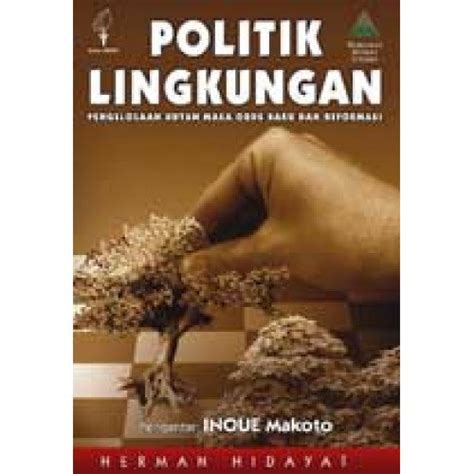 POLITIK
LINGKUNGAN
PENGELOLAAN HUTAN MASA ORDE BARU DAN REFORMASI
Pengantar: INOUE Makoto
HERMAN HIDAYAT